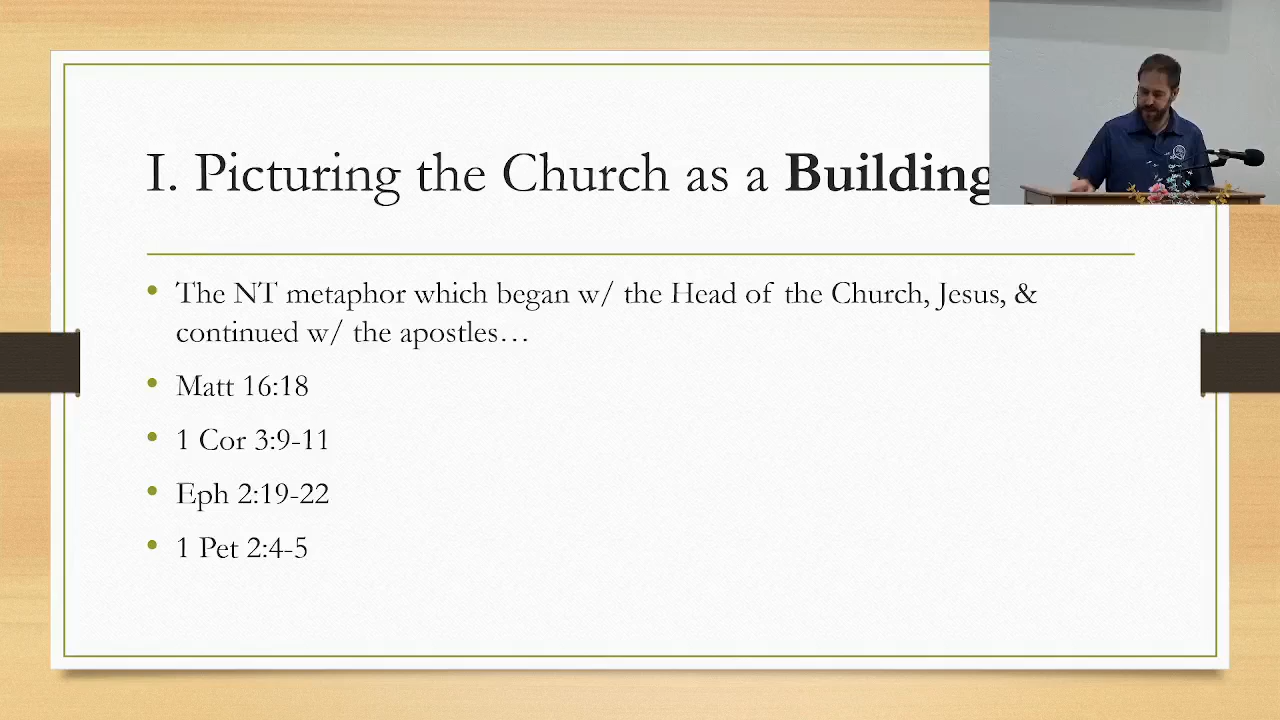 I. Picturing the Church as a Building
• The NT metaphor which began w/ the Head of the Church, Jesus, &
continued w/ the apostles…
• Matt 16:18
• 1 Cor 3:9-11
• Eph 2:19-22
• 1 Pet 2:4-5